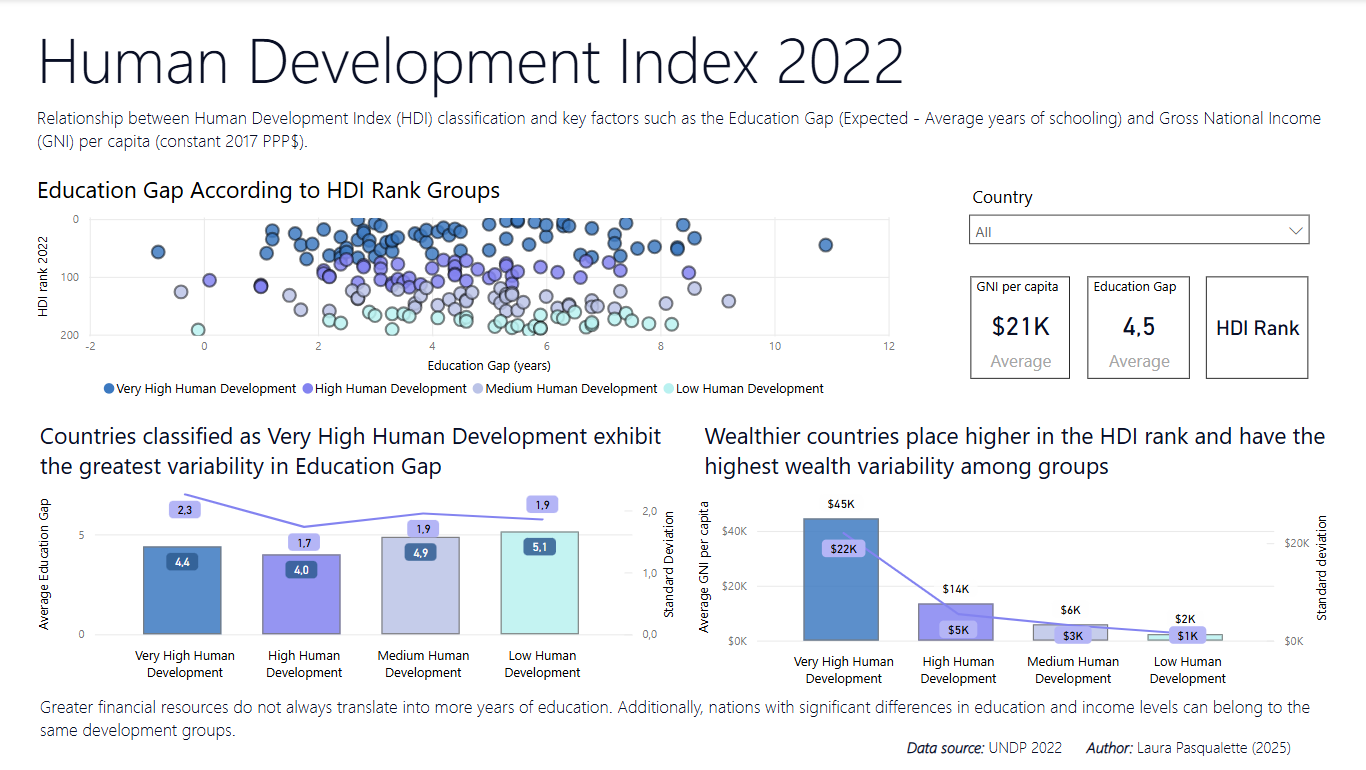 Human Development Index 2022
Relationship between Human Development Index (HDI) classification and key factors such as the Education Gap (Expected - Average years of schooling) and Gross National Income
(GNI) per capita (constant 2017 PPP$).
Education Gap According to HDI Rank Groups
HDI rank 2022
0
100
200
-2 0 2 4 6 8 10 12
Education Gap (years)
Very High Human Development High Human Development Medium Human Development Low Human Development
Country
All
GNI per capita
$21K
Average
Education Gap
4,5
Average
HDI Rank
Countries classified as Very High Human Development exhibit
the greatest variability in Education Gap
Average Education Gap
5
0
2,3
1,7
1,9
1,9
4,4
4,0
4,9
5,1
2,0
1,0
0,0
Standard Deviation
Very High Human
Development
High Human
Development
Medium Human
Development
Low Human
Development
Wealthier countries place higher in the HDI rank and have the
highest wealth variability among groups
Average GNI per capita
$40K
$20K
$0K
$45K
$14K
$6K
$2K
$22K
$5K
$3K
$1K
$20K
$0K
Standard deviation
Very High Human
Development
High Human
Development
Medium Human
Development
Low Human
Development
Greater financial resources do not always translate into more years of education. Additionally, nations with significant differences in education and income levels can belong to the
same development groups.
Data source: UNDP 2022 Author: Laura Pasqualette (2025)